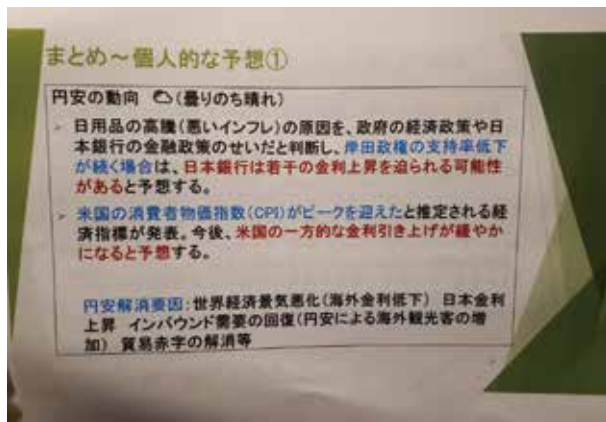 まとめ～個人的な予想①
円安の動向 ☁(曇りのち晴れ)
➢ 日用品の高騰(悪いインフレ)の原因を、政府の経済政策や日
本銀行の金融政策のせいだと判断し、岸田政権の支持率低下
が続く場合は、日本銀行は若干の金利上昇を迫られる可能性
があると予想する。
➢ 米国の消費者物価指数(CPI)がピークを迎えたと推定される経
済指標が発表。今後、米国の一方的な金利引き上げが緩やか
になると予想する。
円安解消要因:世界経済景気悪化(海外金利低下) 日本金利
上昇 インバウンド需要の回復(円安による海外観光客の増
加) 貿易赤字の解消等